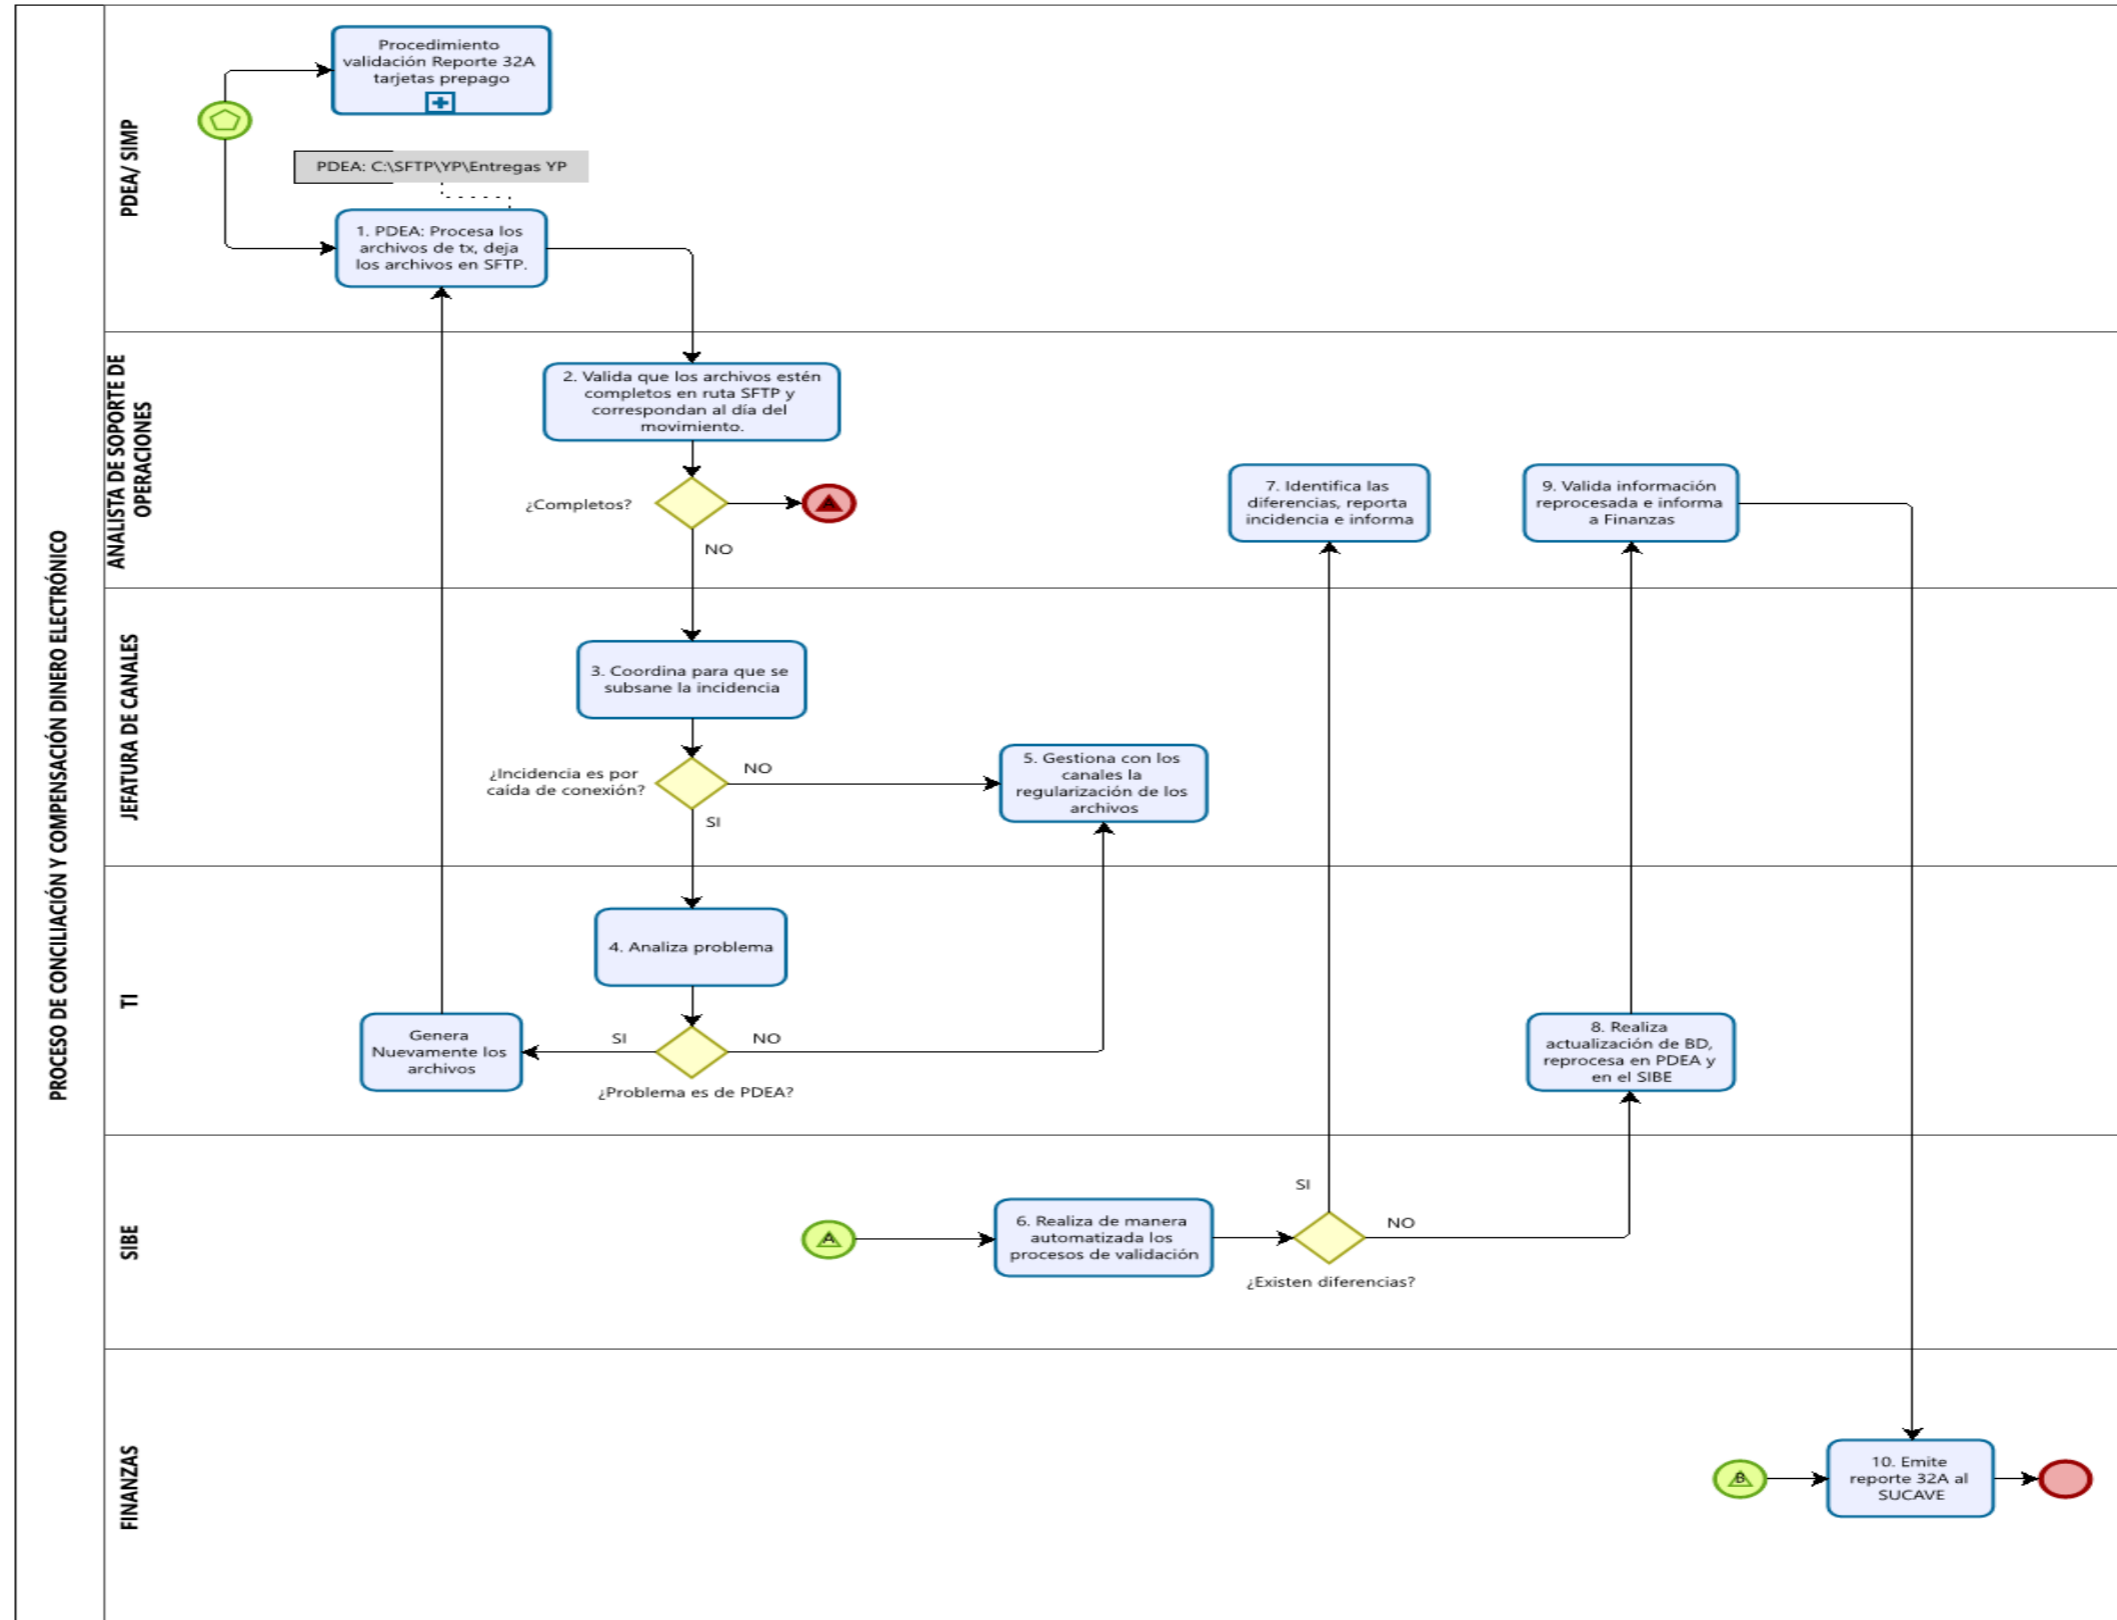 PROCESO DE CONCILIACIÓN Y COMPENSACIÓN DINERO ELECTRÓNICO
PDEA/ SIMP
Procedimiento
validación Reporte 32A
tarjetas prepago
PDEA: C:\SFTP\YP\Entregas YP
1. PDEA: Procesa los
archivos de tx, deja
los archivos en SFTP.
ANALISTA DE SOPORTE DE
OPERACIONES
2. Valida que los archivos estén
completos en ruta SFTP y
correspondan al día del
movimiento.
¿Completos?
A
NO
7. Identifica las
diferencias, reporta
incidencia e informa
9. Valida información
reprocesada e informa
a Finanzas
JEFATURA DE CANALES
3. Coordina para que se
subsane la incidencia
¿Incidencia es por
caída de conexión?
NO
SI
5. Gestiona con los
canales la
regularización de los
archivos
TI
4. Analiza problema
Genera
Nuevamente los
archivos
SI
NO
¿Problema es de PDEA?
8. Realiza
actualización de BD,
reprocesa en PDEA y
en el SIBE
SIBE
A
6. Realiza de manera
automatizada los
procesos de validación
SI
NO
¿Existen diferencias?
FINANZAS
B
10. Emite
reporte 32A al
SUCAVE